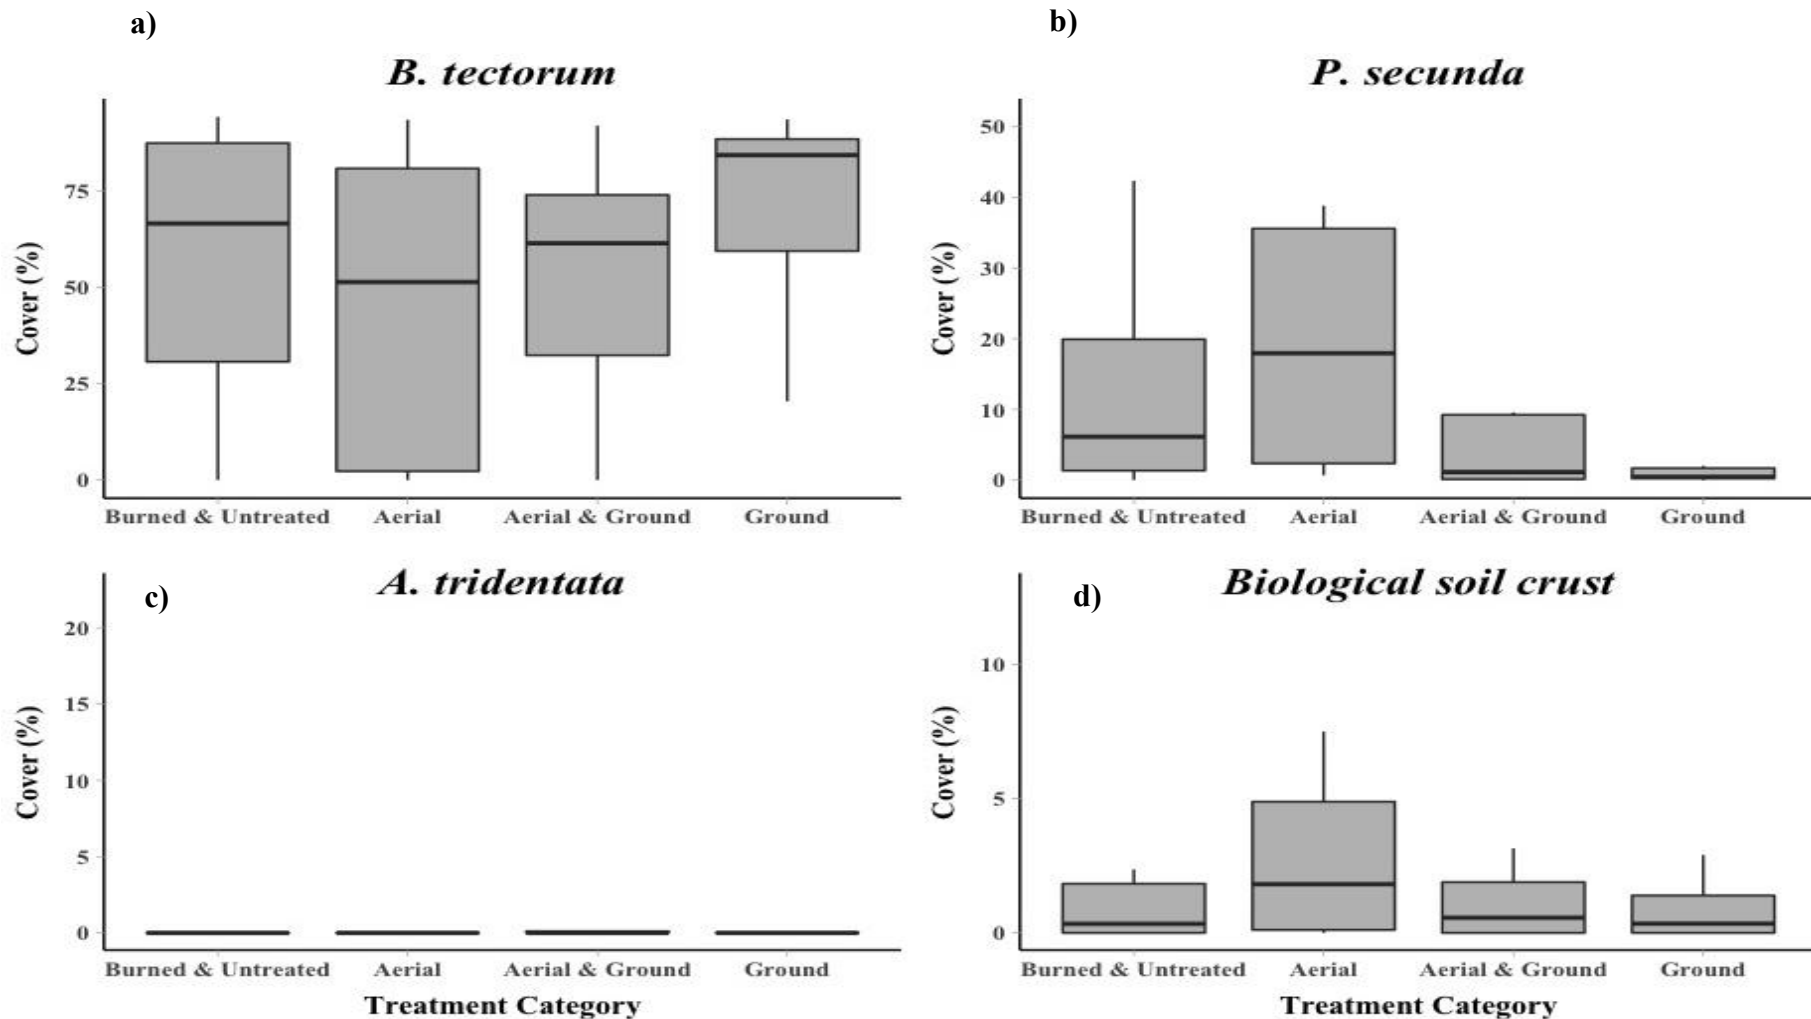 a)
B. tectorum
75
50
25
0
Cover (%)
Burned & Untreated Aerial Aerial & Ground Ground
b)
P. secunda
50
40
30
20
10
0
Cover (%)
Burned & Untreated Aerial Aerial & Ground Ground
c)
A. tridentata
20
15
10
5
0
Cover (%)
Burned & Untreated Aerial Aerial & Ground Ground
Treatment Category
d)
Biological soil crust
10
5
0
Cover (%)
Burned & Untreated Aerial Aerial & Ground Ground
Treatment Category